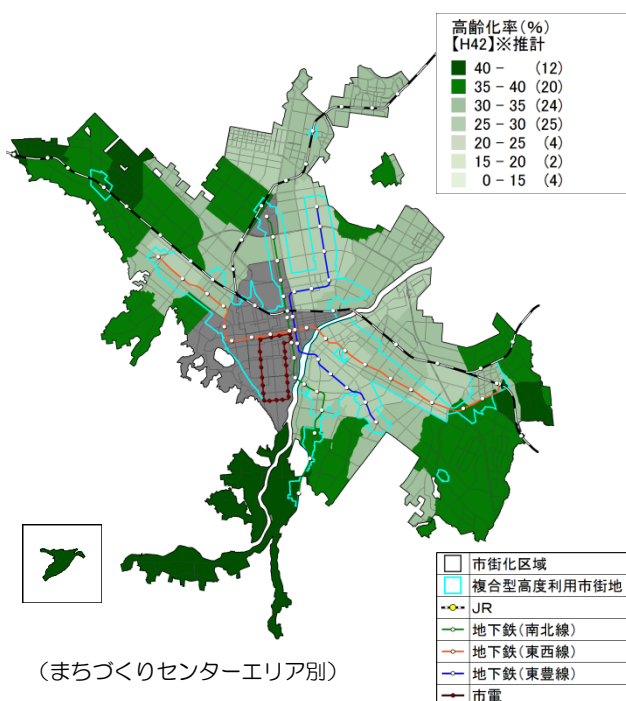 高齢化率(%)
【H42】※推計
40 - (12)
35 - 40 (20)
30 - 35 (24)
25 - 30 (25)
20 - 25 (4)
15 - 20 (2)
0 - 15 (4)
市街化区域
複合型高度利用市街地
JR
地下鉄(南北線)
地下鉄(東西線)
地下鉄(東豊線)
市電
(まちづくりセンターエリア別)